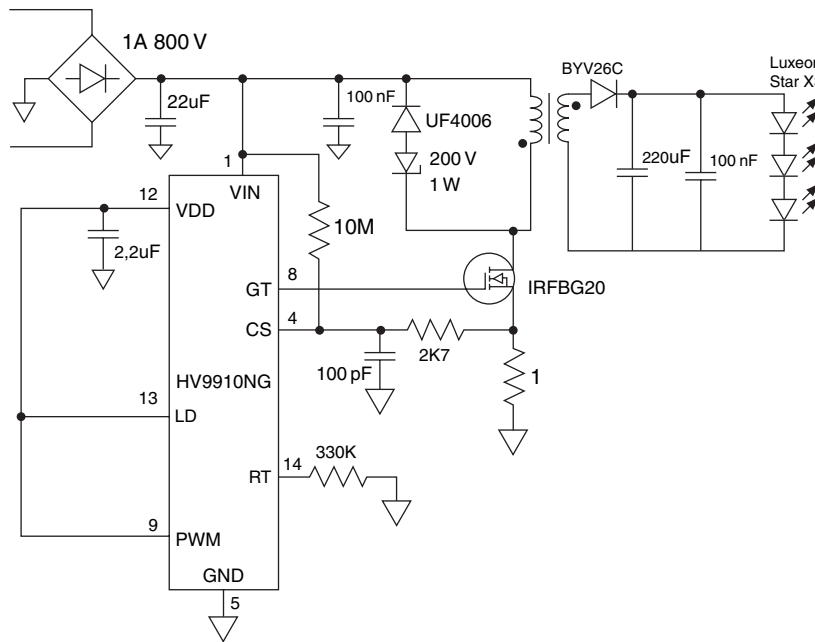 1A 800 V
22uF
100 nF
UF4006
200 V
1 W
BYV26C
Luxeon
Star X
220uF
100 nF
1
VIN
12
VDD
2,2uF
10M
8
GT
IRFBG20
4
CS
2K7
100 pF
1
HV9910NG
13
LD
330K
14
RT
9
PWM
GND
5